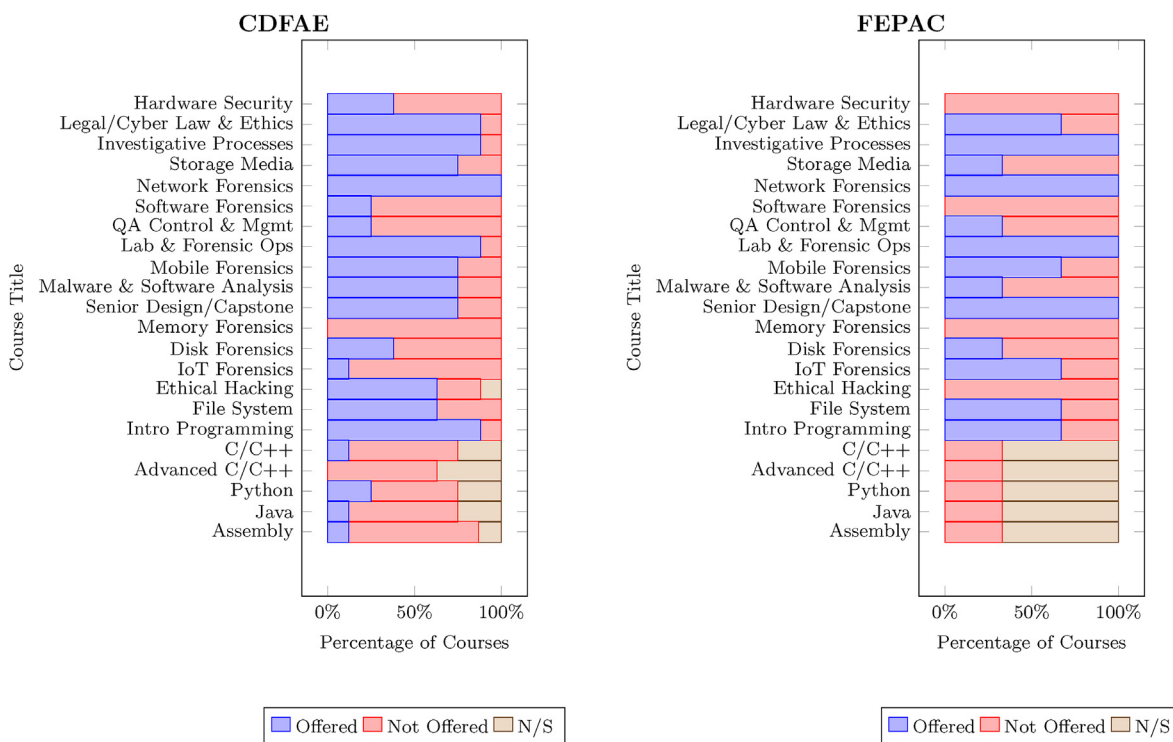 CDFAE
Hardware Security
Legal/Cyber Law & Ethics
Investigative Processes
Storage Media
Network Forensics
Software Forensics
QA Control & Mgmt
Lab & Forensic Ops
Mobile Forensics
Malware & Software Analysis
Senior Design/Capstone
Memory Forensics
Disk Forensics
IoT Forensics
Ethical Hacking
File System
Intro Programming
C/C++
Advanced C/C++
Python
Java
Assembly
Course Title
0% 50% 100%
Percentage of Courses
Offered Not Offered N/S
FEPAC
Hardware Security
Legal/Cyber Law & Ethics
Investigative Processes
Storage Media
Network Forensics
Software Forensics
QA Control & Mgmt
Lab & Forensic Ops
Mobile Forensics
Malware & Software Analysis
Senior Design/Capstone
Memory Forensics
Disk Forensics
IoT Forensics
Ethical Hacking
File System
Intro Programming
C/C++
Advanced C/C++
Python
Java
Assembly
Course Title
0% 50% 100%
Percentage of Courses
Offered Not Offered N/S